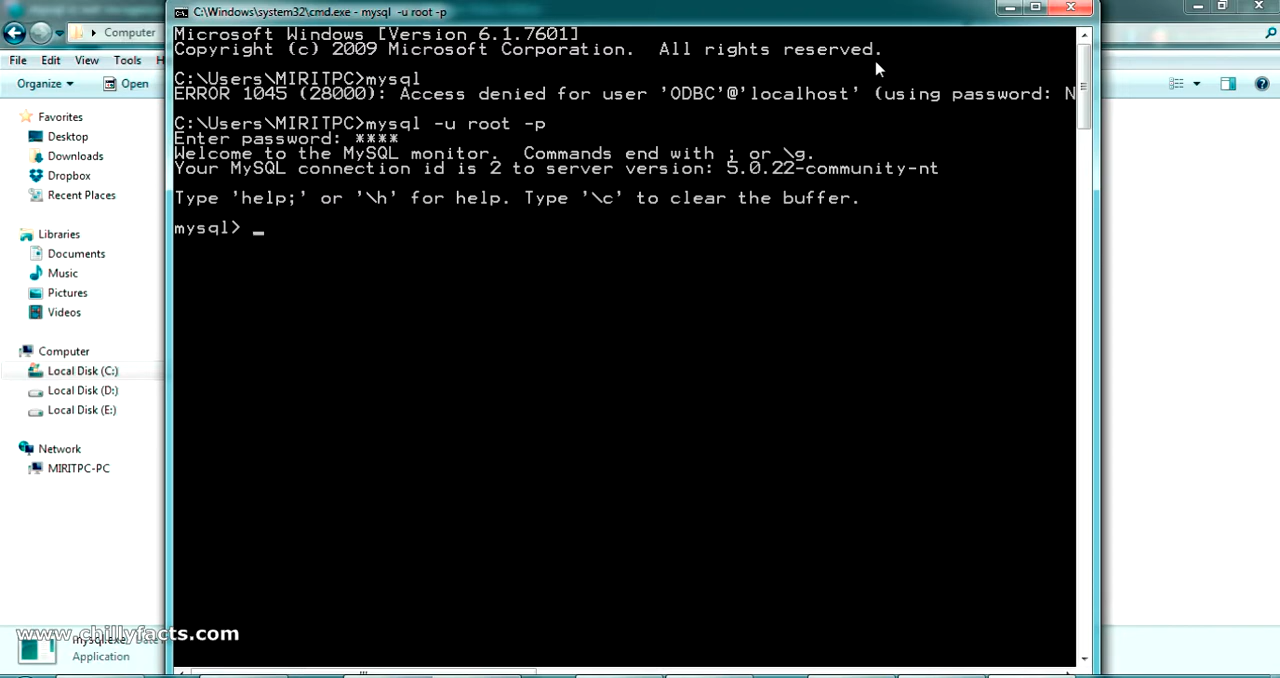 C:\Windows\system32\cmd.exe - mysql -u root -p
Computer
File Edit View Tools
Organize Open
Favorites
Desktop
Downloads
Dropbox
Recent Places
Libraries
Documents
Music
Pictures
Videos
Computer
Local Disk (C:)
Local Disk (D:)
Local Disk (E:)
Network
MIRITPC-PC
Microsoft Windows [Version 6.1.7601]
Copyright (c) 2009 Microsoft Corporation. All rights reserved.
C:\Users\MIRITPC>mysql
ERROR 1045 (28000): Access denied for user 'ODBC'@'localhost' (using password: N
C:\Users\MIRITPC>mysql -u root -p
Enter password: ****
Welcome to the MySQL monitor. Commands end with ; or \g.
Your MySQL connection id is 2 to server version: 5.0.22-community-nt
Type 'help;' or '\h' for help. Type '\c' to clear the buffer.
mysql> _
www.chillyfacts.com
mysql.exe
Application